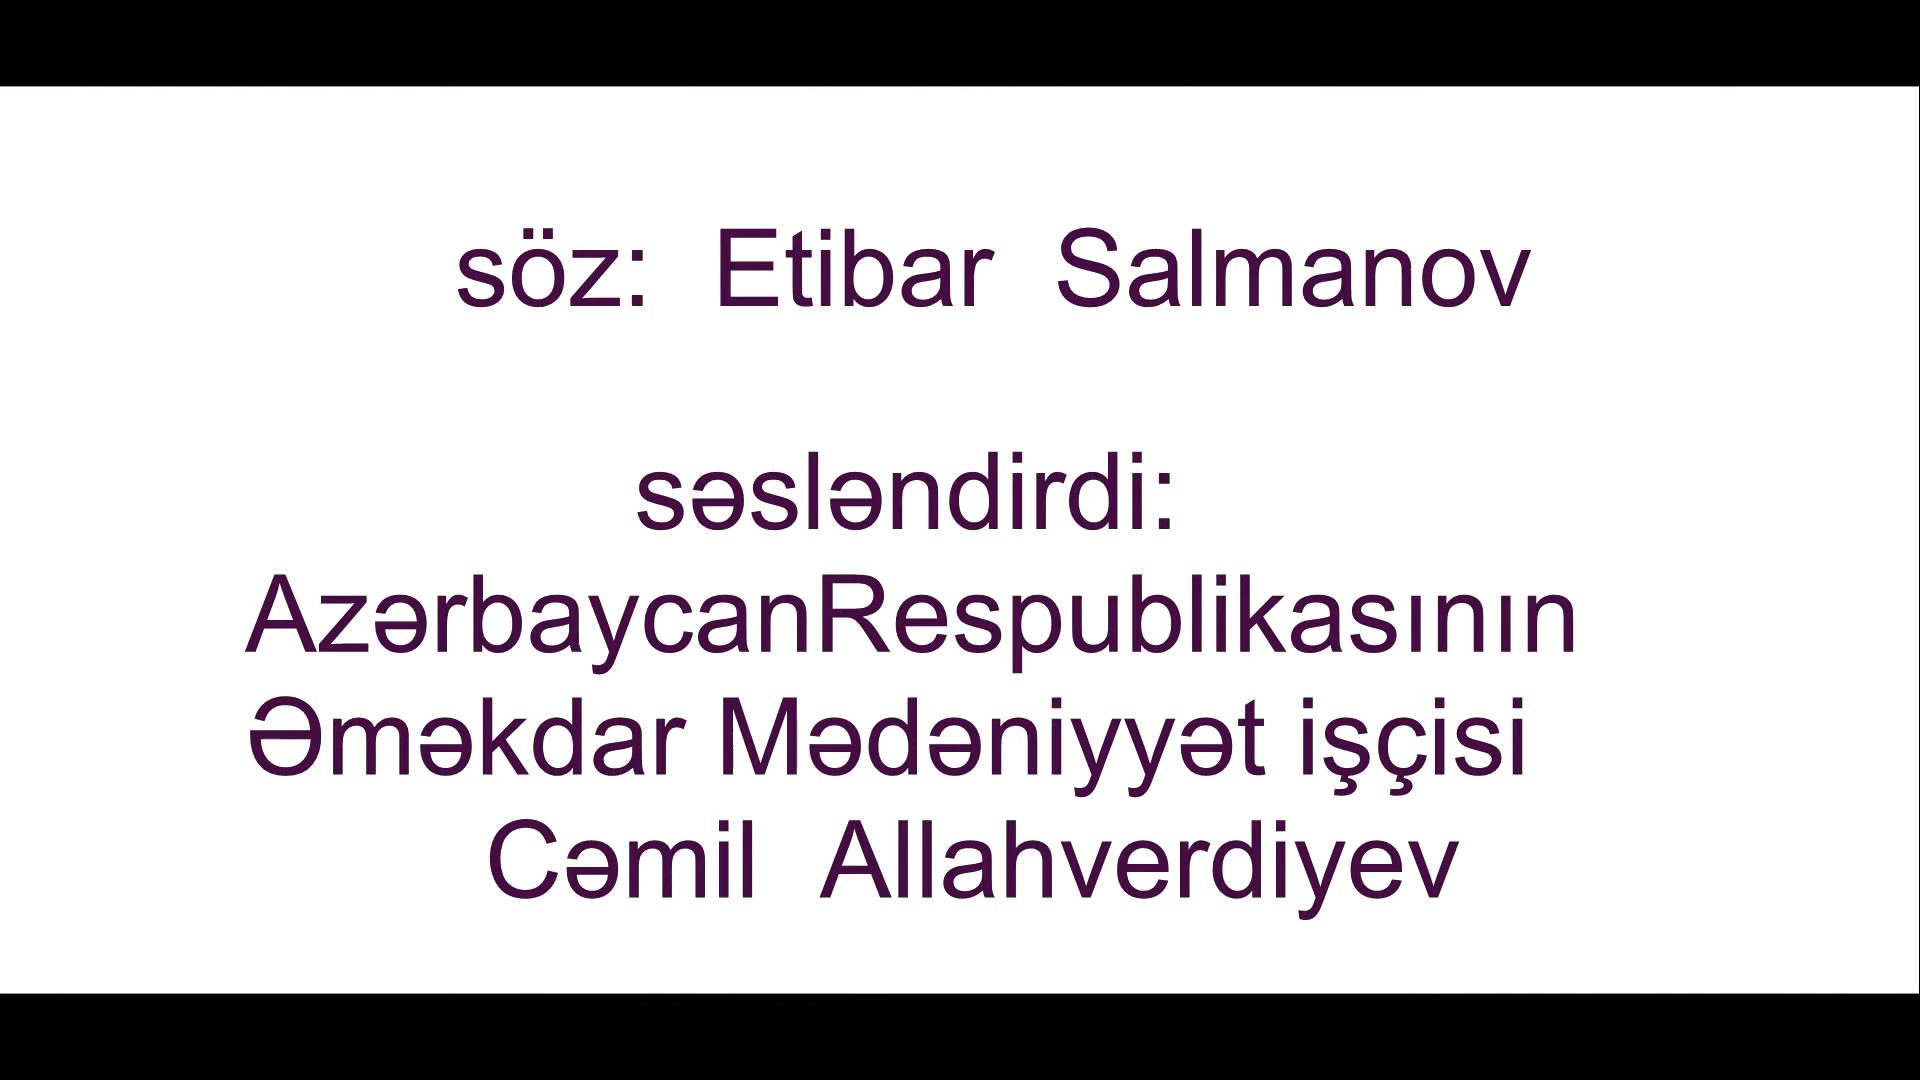 söz: Etibar Salmanov
səsləndirdi:
AzərbaycanRespublikasının
Əməkdar Mədəniyyət işçisi
Cəmil Allahverdiyev